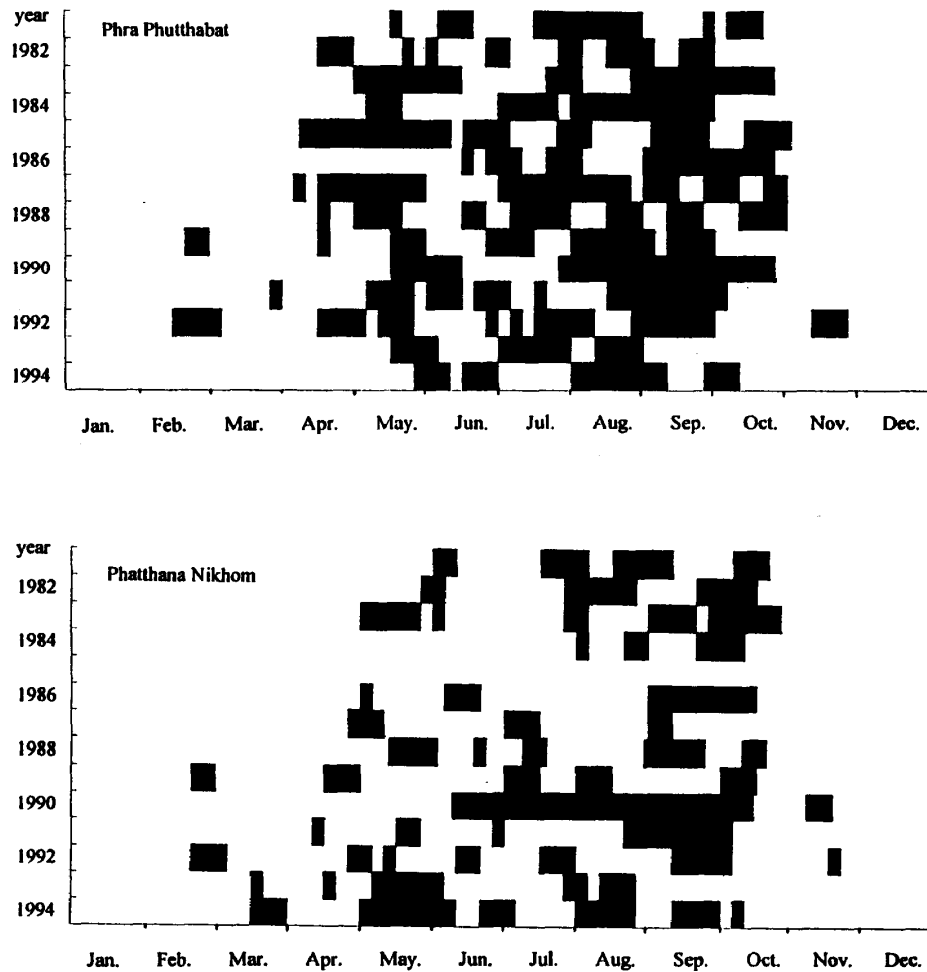 year
Phra Phutthabat
1982
1984
1986
1988
1990
1992
1994
Jan. Feb. Mar. Apr. May. Jun. Jul. Aug. Sep. Oct. Nov. Dec.
year
Phatthana Nikhom
1982
1984
1986
1988
1990
1992
1994
Jan. Feb. Mar. Apr. May. Jun. Jul. Aug. Sep. Oct. Nov. Dec.